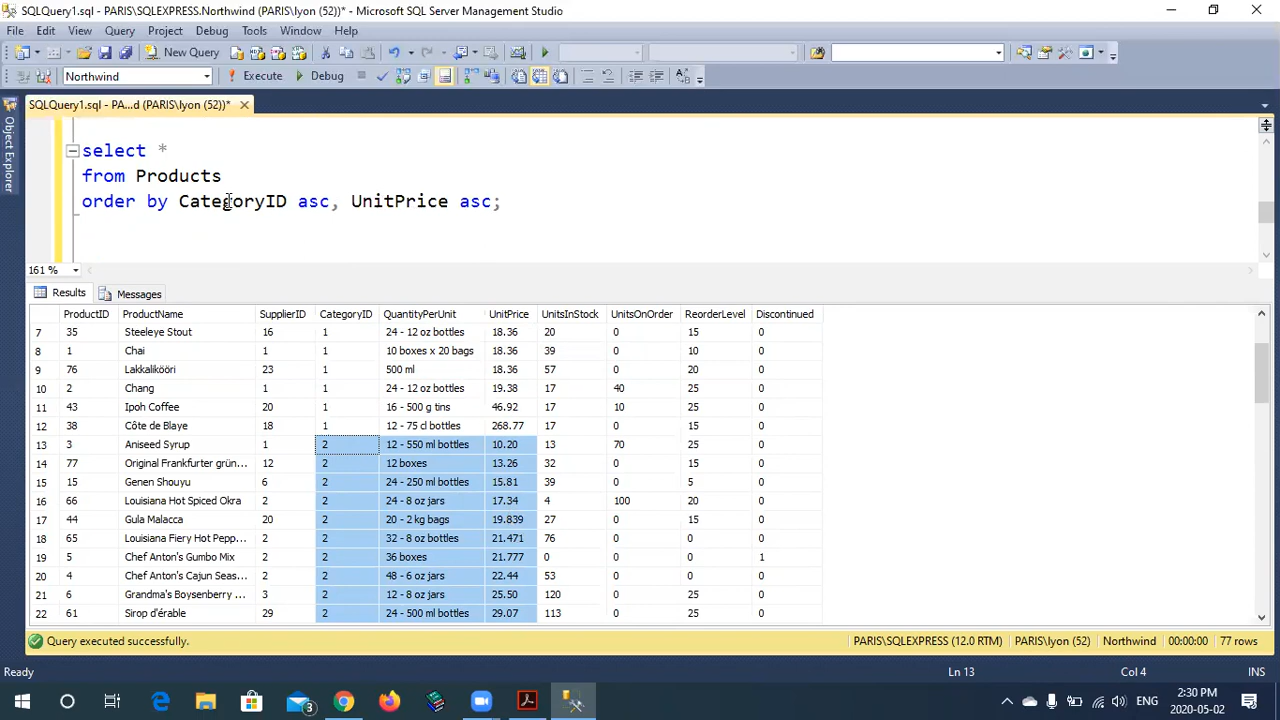 SQLQuery1.sql - PARIS\SQLEXPRESS.Northwind (PARIS\lyon (52))* - Microsoft SQL Server Management Studio
File Edit View Query Project Debug Tools Window Help
New Query
Northwind Execute Debug
SQLQuery1.sql - PA...d (PARIS\lyon (52))*
Object Explorer
select *
from Products
order by CategoryID asc, UnitPrice asc;
161 %
Results Messages
ProductID ProductName SupplierID CategoryID QuantityPerUnit UnitPrice UnitsInStock UnitsOnOrder ReorderLevel Discontinued
7 35 Steeleye Stout 16 1 24 - 12 oz bottles 18.36 20 0 15 0
8 1 Chai 1 1 10 boxes x 20 bags 18.36 39 0 10 0
9 76 Lakkalikööri 23 1 500 ml 18.36 57 0 20 0
10 2 Chang 1 1 24 - 12 oz bottles 19.38 17 40 25 0
11 43 Ipoh Coffee 20 1 16 - 500 g tins 46.92 17 10 25 0
12 38 Côte de Blaye 18 1 12 - 75 cl bottles 268.77 17 0 15 0
13 3 Aniseed Syrup 1 2 12 - 550 ml bottles 10.20 13 70 25 0
14 77 Original Frankfurter grün... 12 2 12 boxes 13.26 32 0 15 0
15 15 Genen Shouyu 6 2 24 - 250 ml bottles 15.81 39 0 5 0
16 66 Louisiana Hot Spiced Okra 2 2 24 - 8 oz jars 17.34 4 100 20 0
17 44 Gula Malacca 20 2 20 - 2 kg bags 19.839 27 0 15 0
18 65 Louisiana Fiery Hot Pepp... 2 2 32 - 8 oz bottles 21.471 76 0 0 0
19 5 Chef Anton's Gumbo Mix 2 2 36 boxes 21.777 0 0 0 1
20 4 Chef Anton's Cajun Seas... 2 2 48 - 6 oz jars 22.44 53 0 0 0
21 6 Grandma's Boysenberry ... 3 2 12 - 8 oz jars 25.50 120 0 25 0
22 61 Sirop d'érable 29 2 24 - 500 ml bottles 29.07 113 0 25 0
Query executed successfully. PARIS\SQLEXPRESS (12.0 RTM) PARIS\lyon (52) Northwind 00:00:00 77 rows
Ready Ln 13 Col 4 INS
3 ENG 2:30 PM
2020-05-02